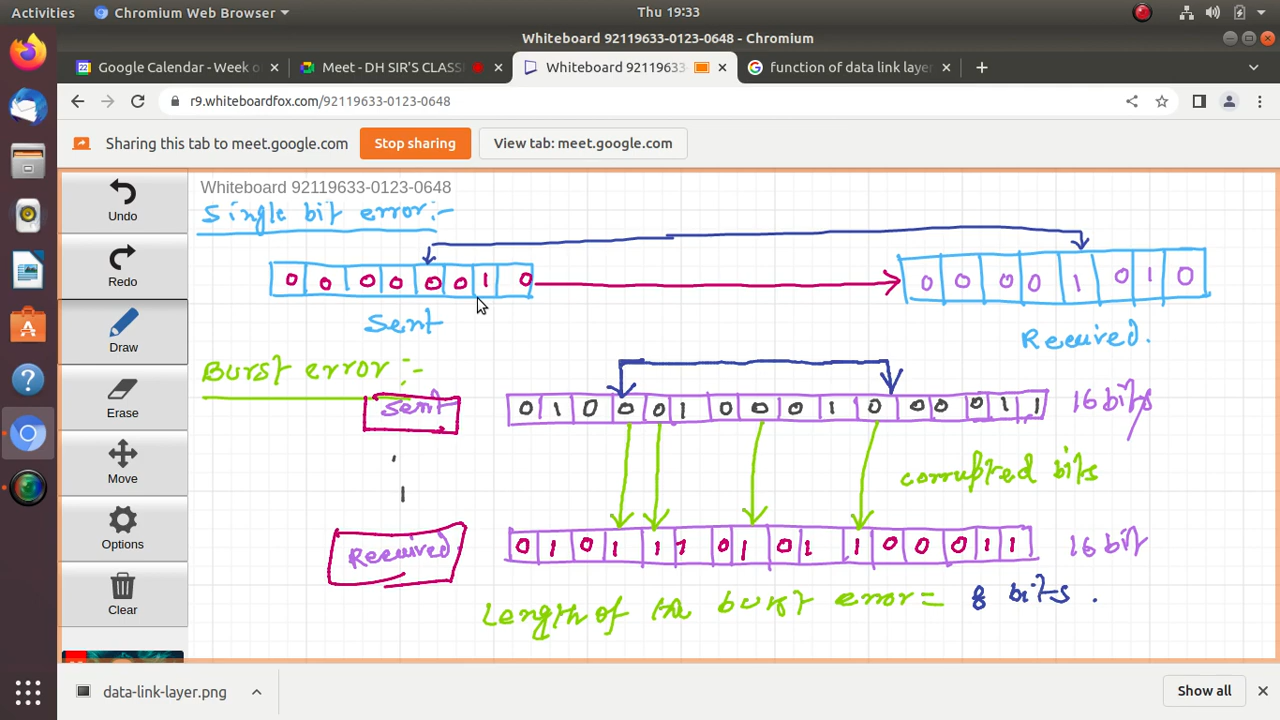 Activities Chromium Web Browser Thu 19:33
Whiteboard 92119633-0123-0648 - Chromium
Google Calendar - Week o Meet - DH SIR'S CLASS Whiteboard 92119633 function of data link layer
r9.whiteboardfox.com/92119633-0123-0648
Sharing this tab to meet.google.com Stop sharing View tab: meet.google.com
Whiteboard 92119633-0123-0648
Undo
Redo
Draw
Erase
Move
Options
Clear
Single bit error:-
0 0 0 0 0 0 1 0
0 0 0 0 1 0 1 0
Sent
Received.
Burst error:-
Sent
0 1 0 0 0 1 0 0 0 1 0 0 0 0 1 1
16 bits
corrupted bits
Received
0 1 0 1 1 1 0 1 0 1 1 0 0 0 1 1
16 bit
Length of the burst error = 8 bits.
data-link-layer.png
Show all